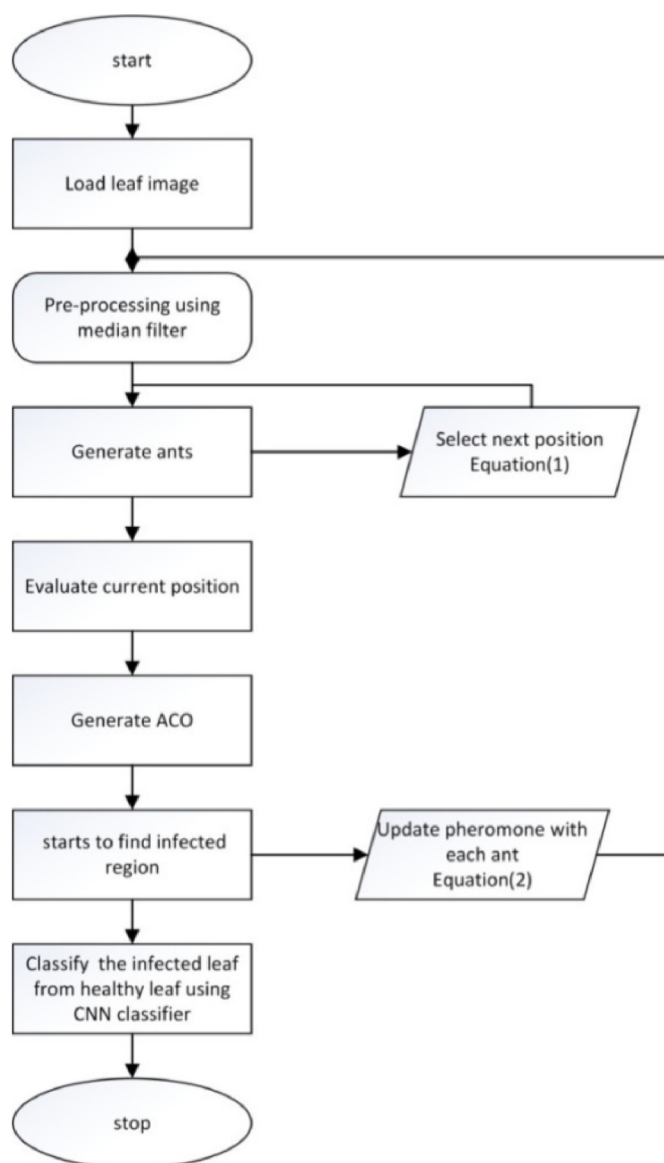 start
Load leaf image
Pre-processing using
median filter
Generate ants
Select next position
Equation(1)
Evaluate current position
Generate ACO
starts to find infected
region
Update pheromone with
each ant
Equation(2)
Classify the infected leaf
from healthy leaf using
CNN classifier
stop